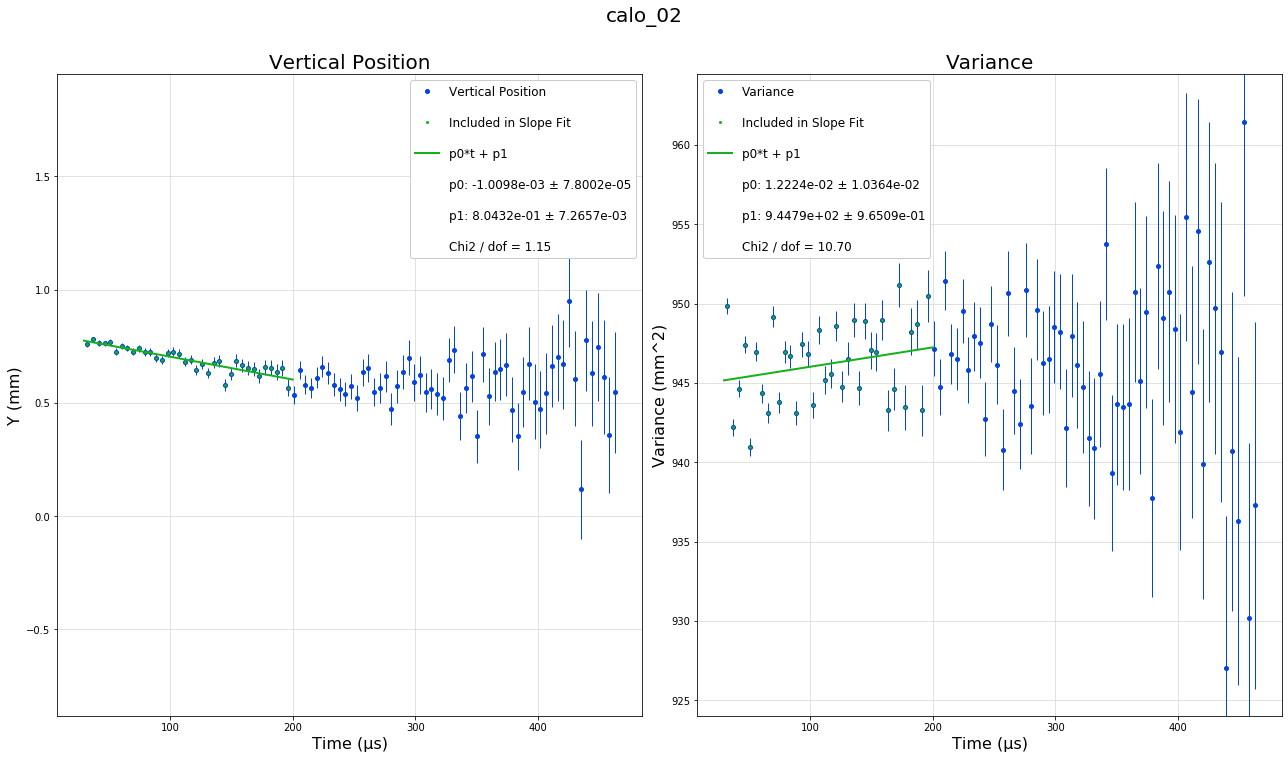 calo_02
Vertical Position
Vertical Position
Included in Slope Fit
p0*t + p1
p0: -1.0098e-03 ± 7.8002e-05
p1: 8.0432e-01 ± 7.2657e-03
Chi2 / dof = 1.15
Y (mm)
1.5
1.0
0.5
0.0
−0.5
100
200
300
400
Time (µs)
Variance
Variance
Included in Slope Fit
p0*t + p1
p0: 1.2224e-02 ± 1.0364e-02
p1: 9.4479e+02 ± 9.6509e-01
Chi2 / dof = 10.70
Variance (mm^2)
960
955
950
945
940
935
930
925
100
200
300
400
Time (µs)